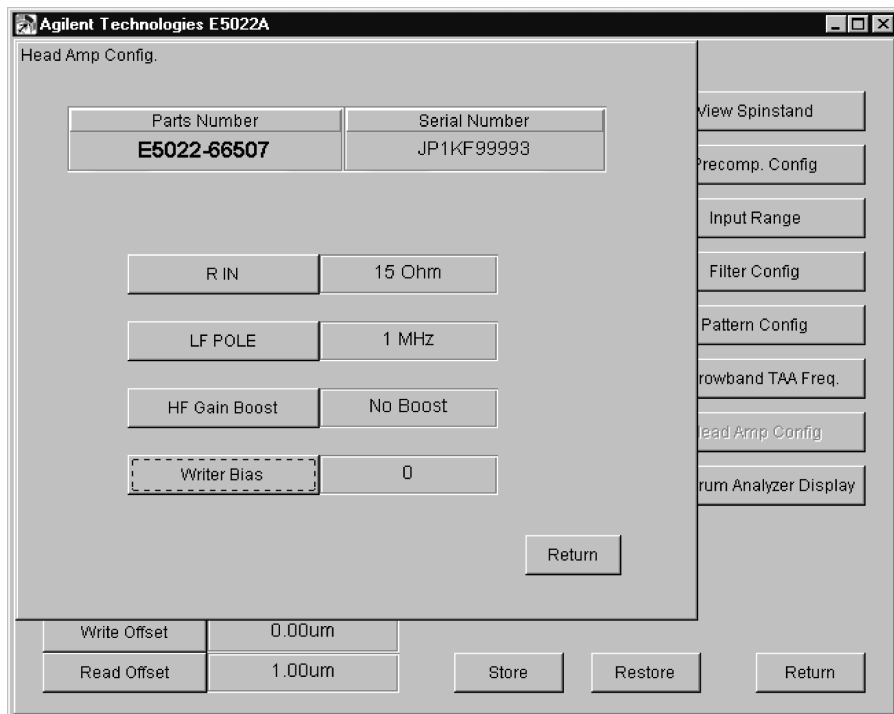 Agilent Technologies E5022A
Head Amp Config.
Parts Number Serial Number
E5022-66507 JP1KF99993
R IN 15 Ohm
LF POLE 1 MHz
HF Gain Boost No Boost
Writer Bias 0
Return
View Spinstand
Precomp. Config
Input Range
Filter Config
Pattern Config
rowband TAA Freq.
Head Amp Config
rum Analyzer Display
Write Offset 0.00um
Read Offset 1.00um
Store Restore Return